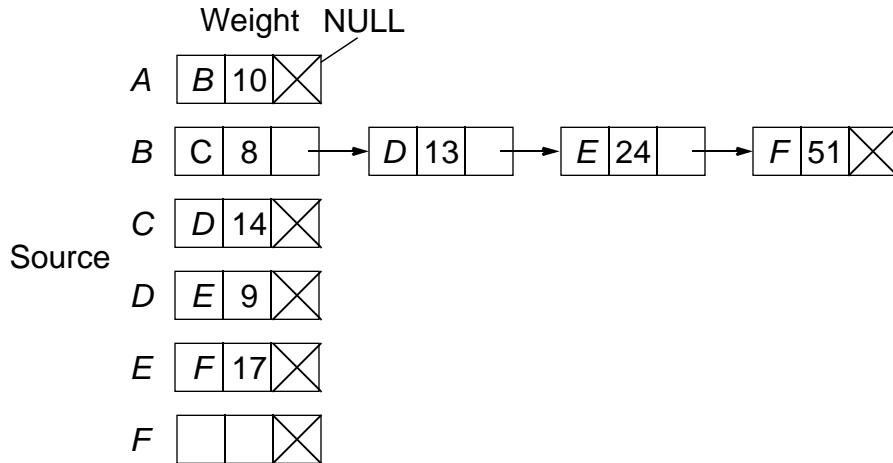 Weight NULL
A B 10
B C 8 D 13 E 24 F 51
C D 14
Source
D E 9
E F 17
F